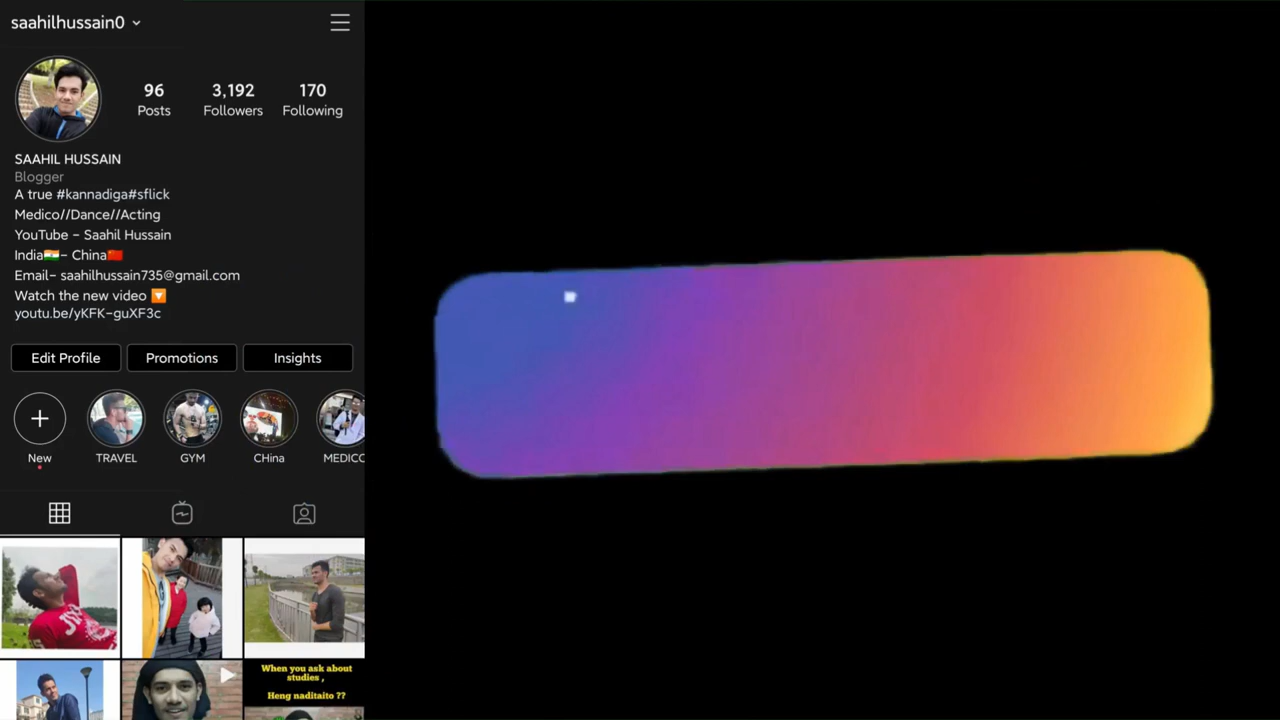 saahilhussain0
96
3,192
170
Posts
Followers
Following
SAAHIL HUSSAIN
Blogger
A true #kannadiga#sflick
Medico//Dance//Acting
YouTube - Saahil Hussain
India🇮🇳- China🇨🇳
Email- saahilhussain735@gmail.com
Watch the new video 🔽
youtu.be/yKFK-guXF3c
Edit Profile
Promotions
Insights
New
TRAVEL
GYM
CHina
MEDICO
When you ask about
studies ,
Heng naditaito ??